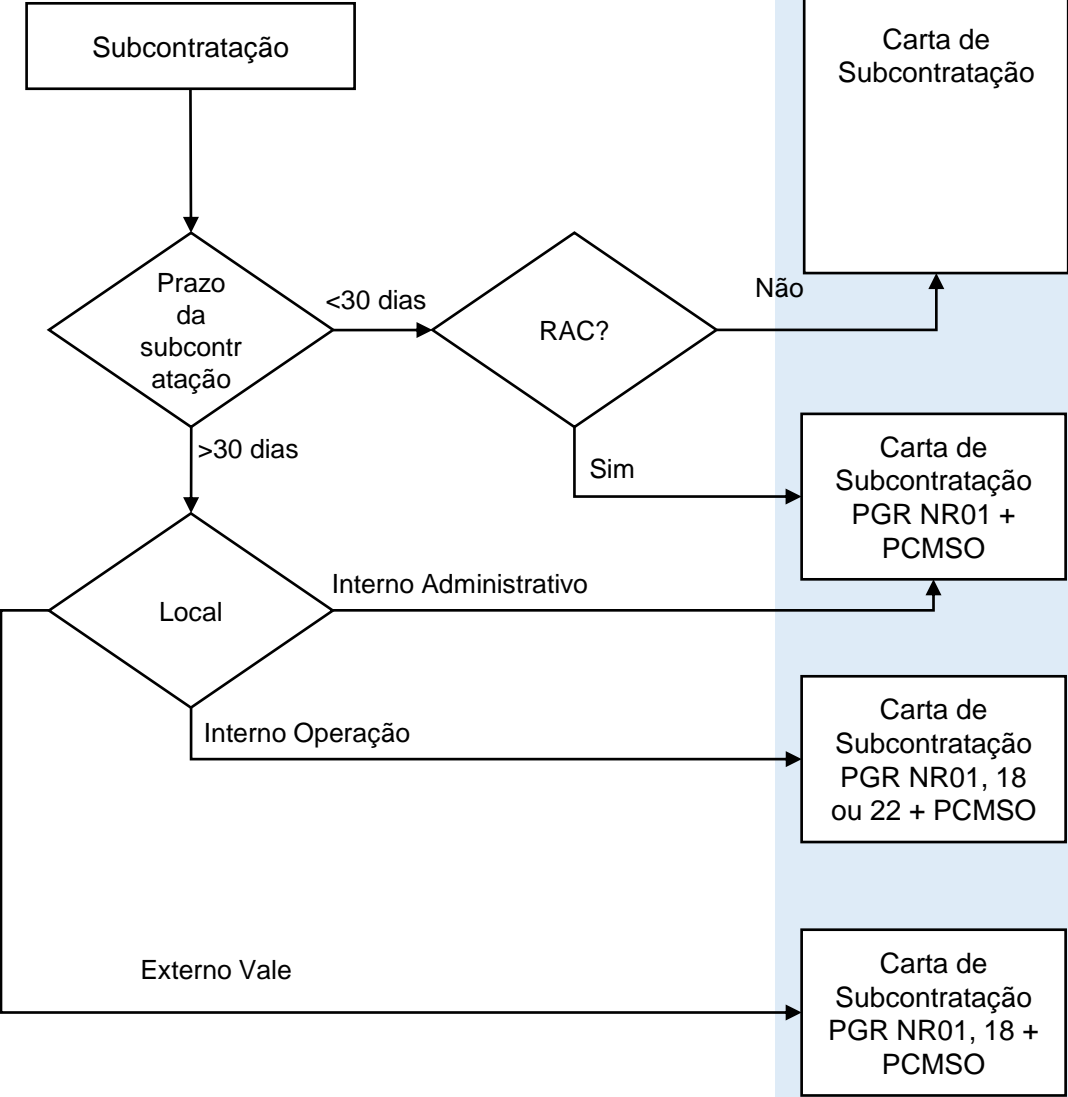 Subcontratação
Carta de
Subcontratação
Prazo
da
subcontr
atação
<30 dias
RAC?
Não
>30 dias
Sim
Carta de
Subcontratação
PGR NR01 +
PCMSO
Local
Interno Administrativo
Interno Operação
Carta de
Subcontratação
PGR NR01, 18
ou 22 + PCMSO
Externo Vale
Carta de
Subcontratação
PGR NR01, 18 +
PCMSO